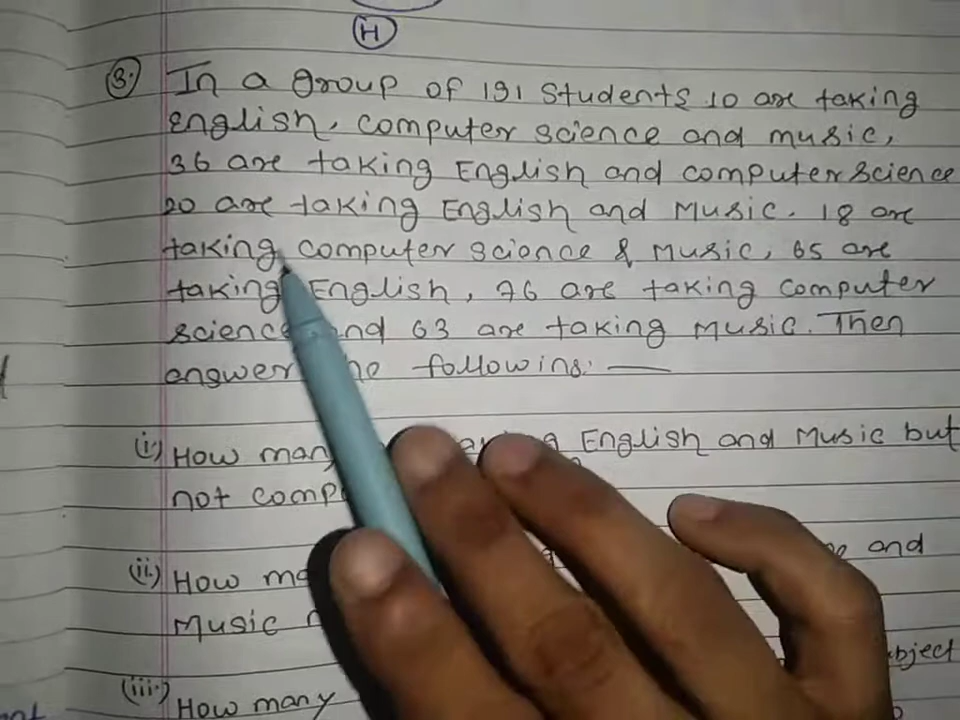 H
3. In a Group of 191 students 10 are taking
english, computer science and music,
36 are taking English and computer science
20 are taking English and Music. 18 are
taking computer science & Music, 65 are
taking English, 76 are taking computer
science and 63 are taking Music. Then
answer the following: —
(i) How many English and Music but
not comp
(ii.) How ma and
Music
bject
(iii.) How many